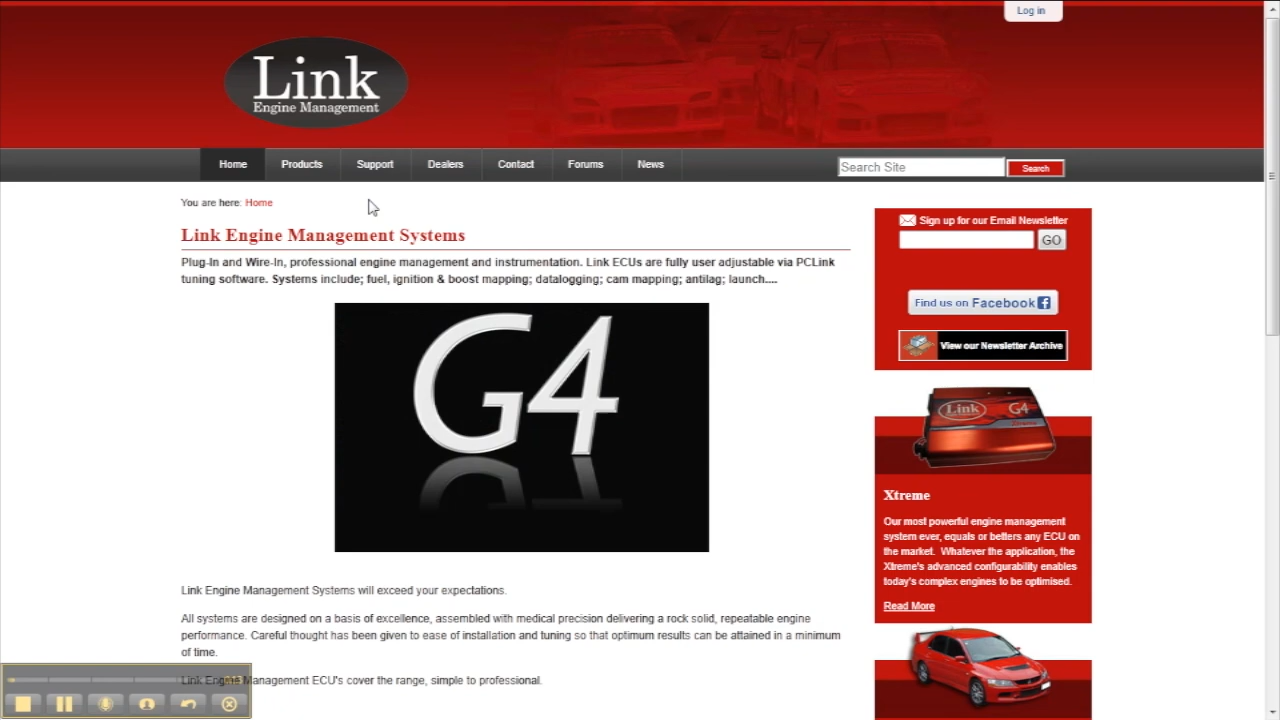 Log in
Link
Engine Management
Home Products Support Dealers Contact Forums News
Search Site Search
You are here: Home
Link Engine Management Systems
Plug-In and Wire-In, professional engine management and instrumentation. Link ECUs are fully user adjustable via PCLink
tuning software. Systems include; fuel, ignition & boost mapping; datalogging; cam mapping; antilag; launch....
G4
Link Engine Management Systems will exceed your expectations.
All systems are designed on a basis of excellence, assembled with medical precision delivering a rock solid, repeatable engine
performance. Careful thought has been given to ease of installation and tuning so that optimum results can be attained in a minimum
of time.
Link Engine Management ECU's cover the range, simple to professional.
Sign up for our Email Newsletter
GO
Find us on Facebook
View our Newsletter Archive
Link G4
Xtreme
Xtreme
Our most powerful engine management
system ever, equals or betters any ECU on
the market. Whatever the application, the
Xtreme's advanced configurability enables
today's complex engines to be optimised.
Read More